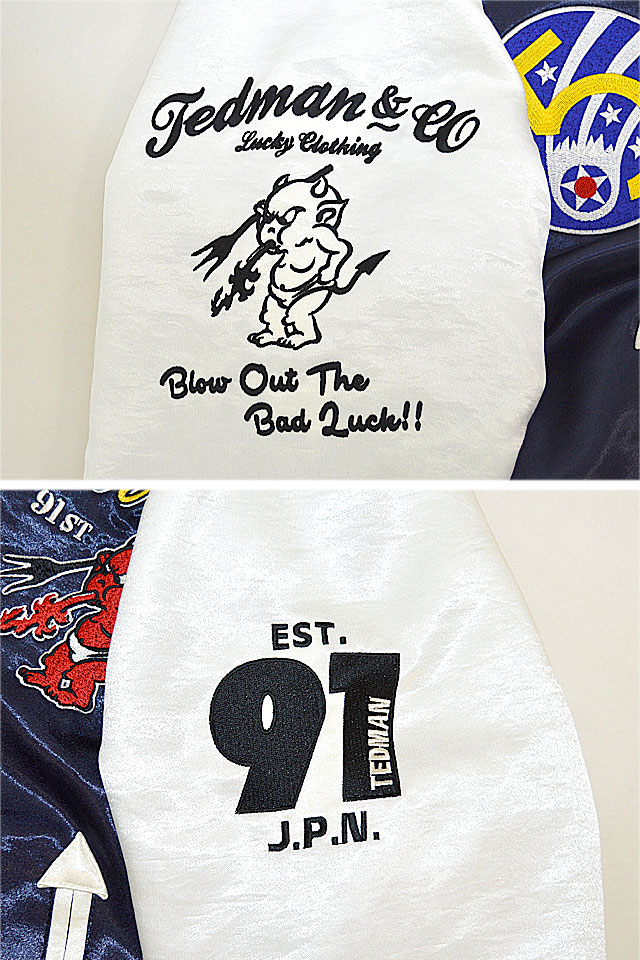 Tedman & Co
Lucky Clothing
Blow Out The
Bad Luck!!
91ST
EST.
91
TEDMAN
J.P.N.